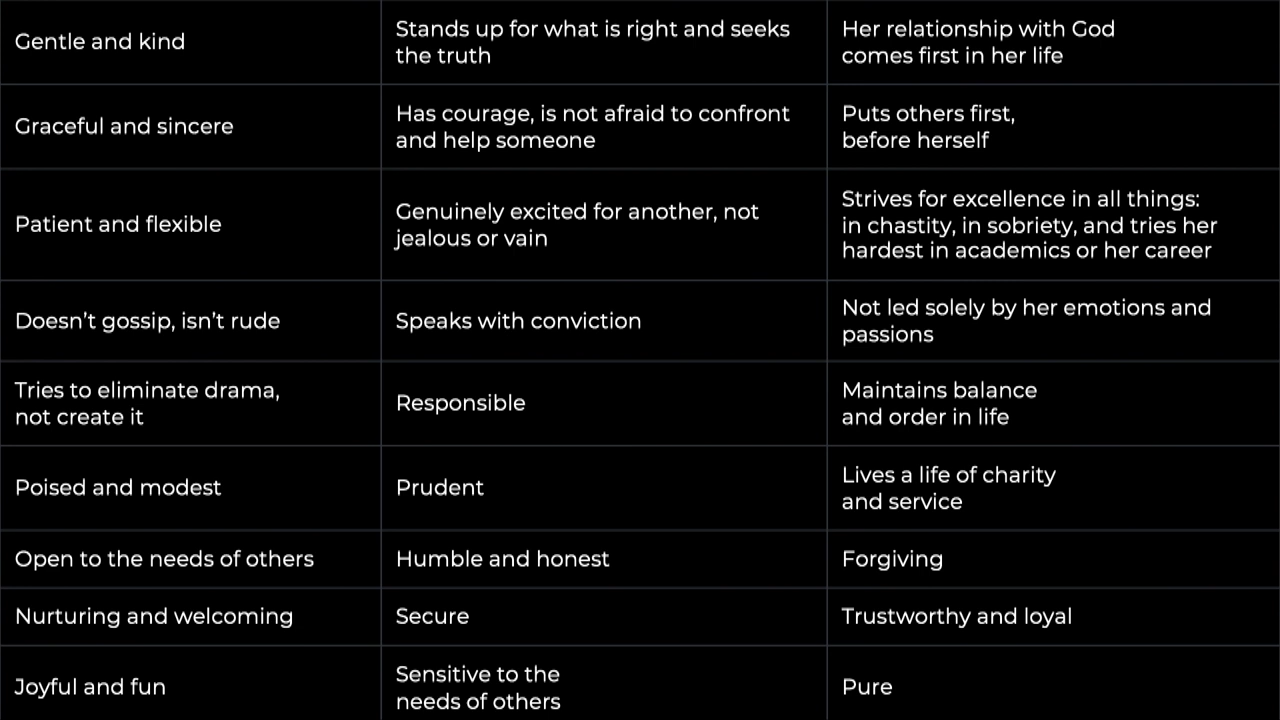 Gentle and kind
Stands up for what is right and seeks
the truth
Her relationship with God
comes first in her life
Graceful and sincere
Has courage, is not afraid to confront
and help someone
Puts others first,
before herself
Patient and flexible
Genuinely excited for another, not
jealous or vain
Strives for excellence in all things:
in chastity, in sobriety, and tries her
hardest in academics or her career
Doesn’t gossip, isn’t rude
Speaks with conviction
Not led solely by her emotions and
passions
Tries to eliminate drama,
not create it
Responsible
Maintains balance
and order in life
Poised and modest
Prudent
Lives a life of charity
and service
Open to the needs of others
Humble and honest
Forgiving
Nurturing and welcoming
Secure
Trustworthy and loyal
Joyful and fun
Sensitive to the
needs of others
Pure